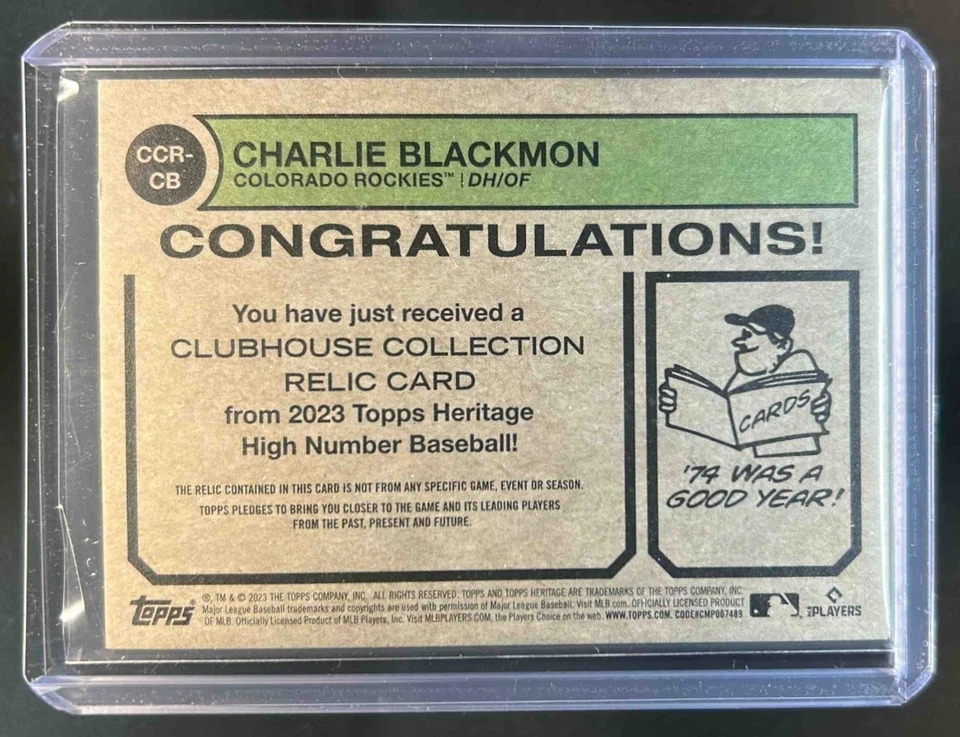 CCR-
CB
CHARLIE BLACKMON
COLORADO ROCKIES™ | DH/OF
CONGRATULATIONS!
You have just received a
CLUBHOUSE COLLECTION
RELIC CARD
from 2023 Topps Heritage
High Number Baseball!
THE RELIC CONTAINED IN THIS CARD IS NOT FROM ANY SPECIFIC GAME, EVENT OR SEASON.
TOPPS PLEDGES TO BRING YOU CLOSER TO THE GAME AND ITS LEADING PLAYERS
FROM THE PAST, PRESENT AND FUTURE.
CARDS
'74 WAS A
GOOD YEAR!
topps
®, TM & © 2023 THE TOPPS COMPANY, INC. ALL RIGHTS RESERVED. TOPPS AND TOPPS HERITAGE ARE TRADEMARKS OF THE TOPPS COMPANY, INC.
Major League Baseball trademarks and copyrights are used with permission of Major League Baseball. Visit MLB.com. OFFICIALLY LICENSED PRODUCT
OF MLB. Officially Licensed Product of MLB Players, Inc. Visit MLBPLAYERS.COM, the Players Choice on the web. WWW.TOPPS.COM. CODE#CMP067489
MLB PLAYERS